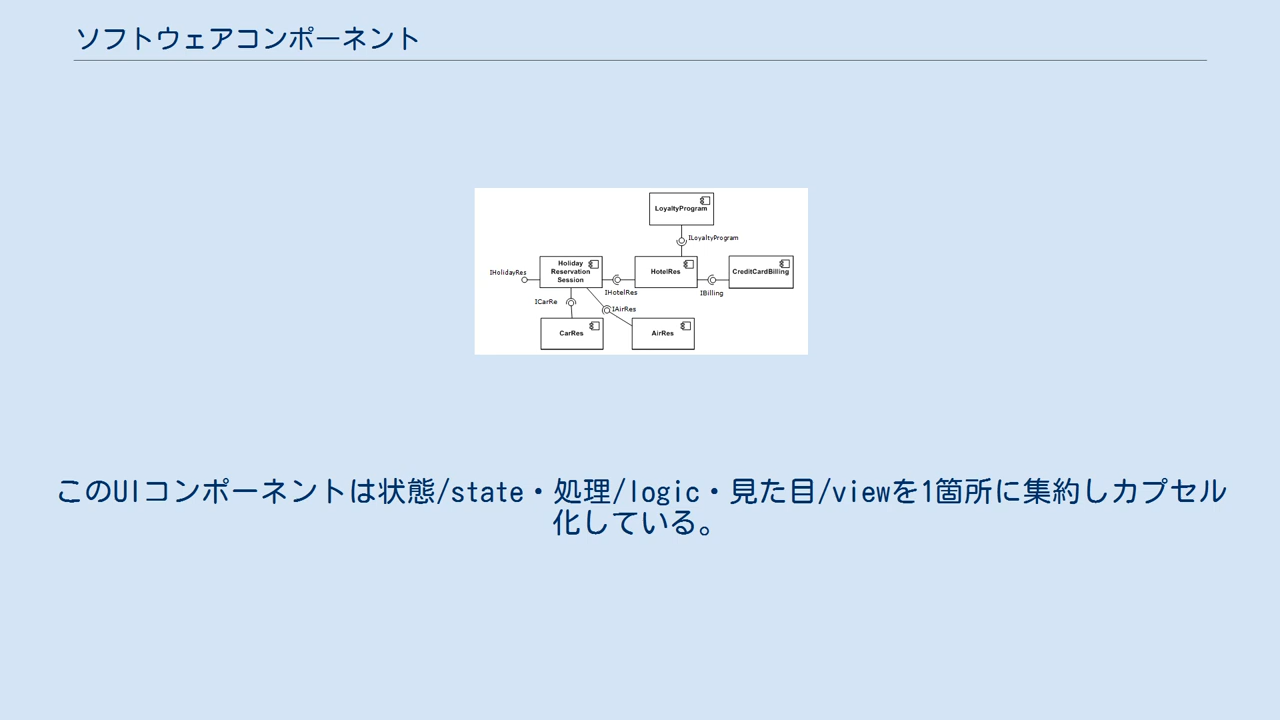 ソフトウェアコンポーネント
LoyaltyProgram
ILoyaltyProgram
IHolidayRes
Holiday
Reservation
Session
HotelRes
CreditCardBilling
IHotelRes
IBilling
ICarRe
IAirRes
CarRes
AirRes
このUIコンポーネントは状態/state・処理/logic・見た目/viewを1箇所に集約しカプセル
化している。